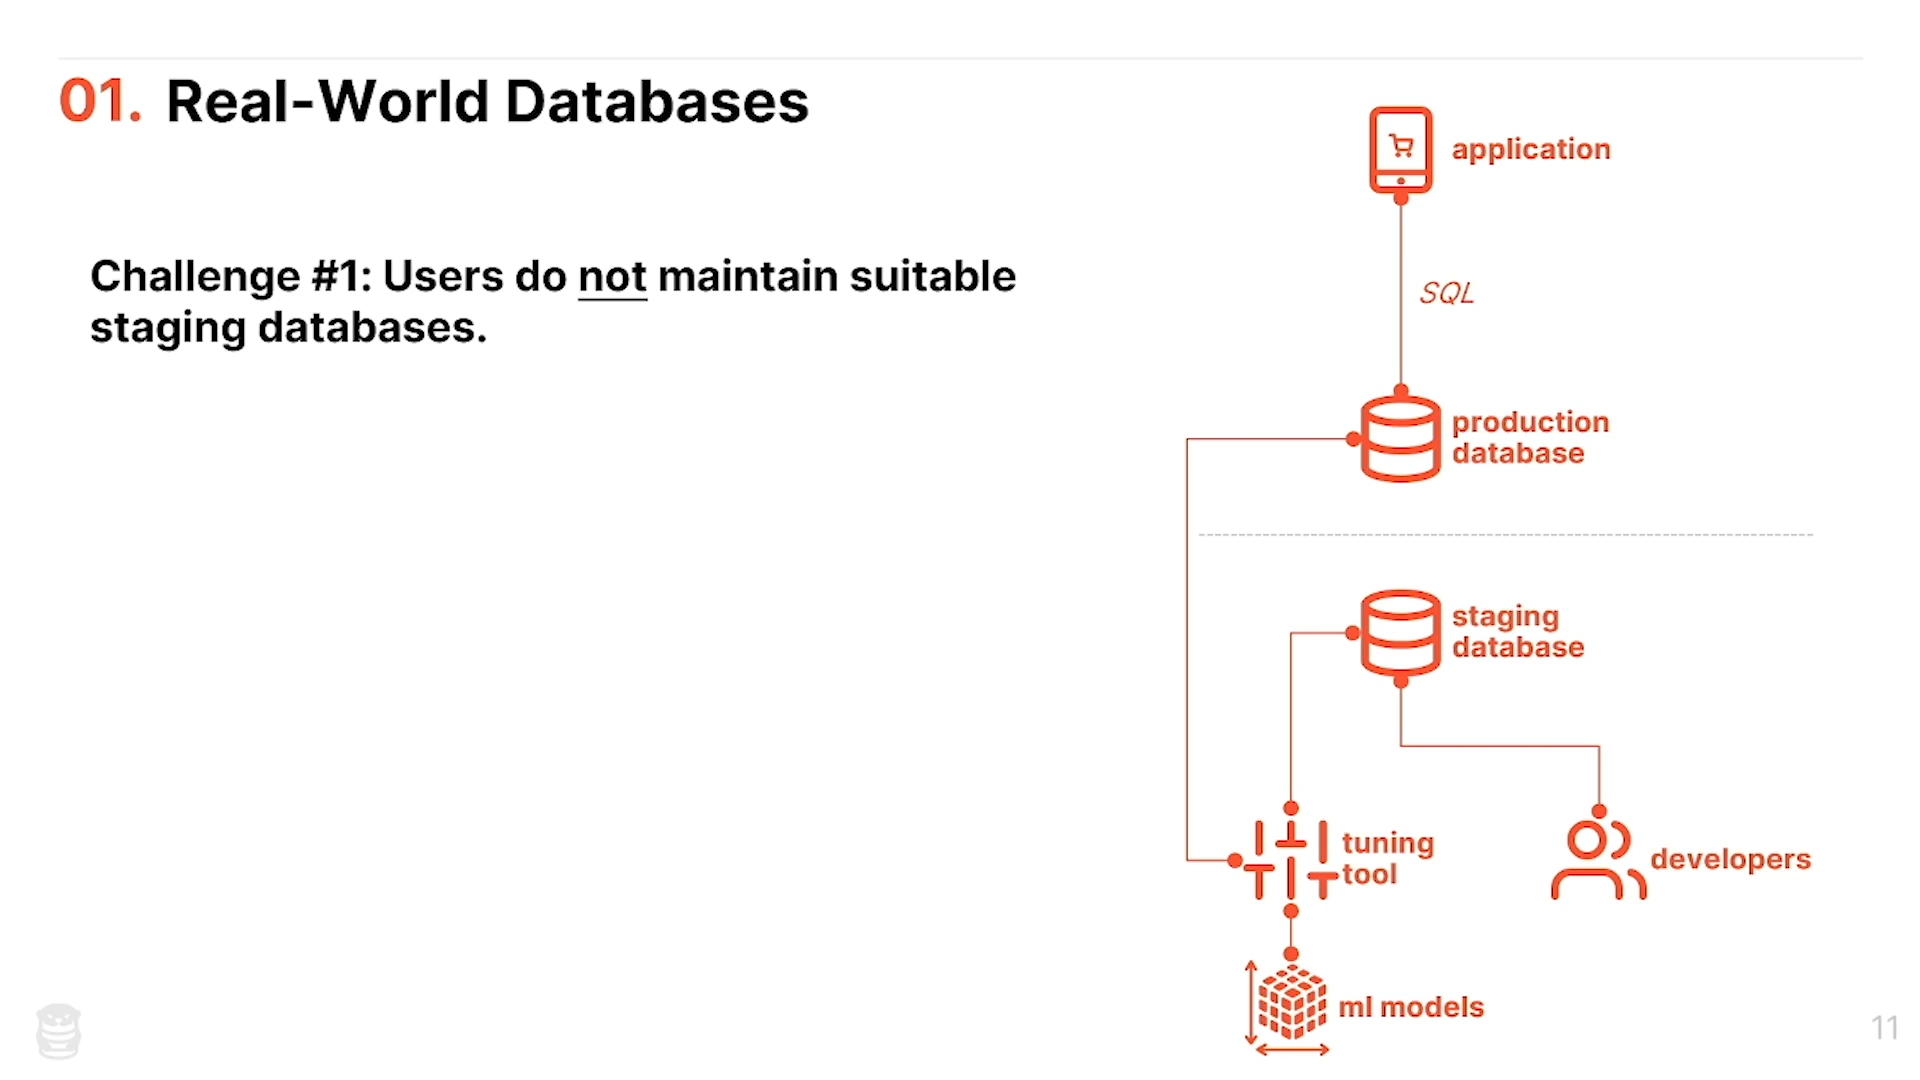 01. Real-World Databases
Challenge #1: Users do not maintain suitable
staging databases.
application
SQL
production
database
staging
database
tuning
tool
developers
ml models
11